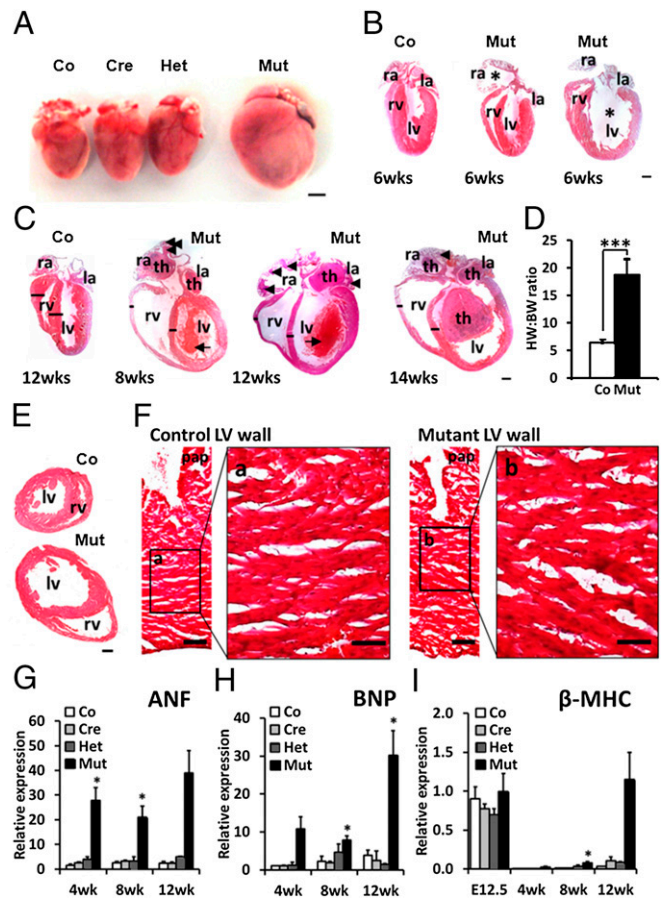 A
Co Cre Het Mut
B
Co Mut Mut
ra la rv lv
ra * la rv lv
ra la rv * lv
6wks 6wks 6wks
C
Co Mut Mut Mut
ra la rv lv
ra th th rv lv
ra th la rv lv
ra th la rv th lv
12wks 8wks 12wks 14wks
D
***
HW:BW ratio
25
20
15
10
5
0
Co Mut
E
Co
lv rv
Mut
lv rv
F
Control LV wall Mutant LV wall
pap a a pap b b
G
ANF
Relative expression
60
50
40
30
20
10
0
Co
Cre
Het
Mut
* *
4wk 8wk 12wk
H
BNP
Relative expression
40
30
20
10
0
Co
Cre
Het
Mut
* *
4wk 8wk 12wk
I
β-MHC
Relative expression
2.0
1.5
1.0
0.5
0.0
Co
Cre
Het
Mut
*
E12.5 4wk 8wk 12wk